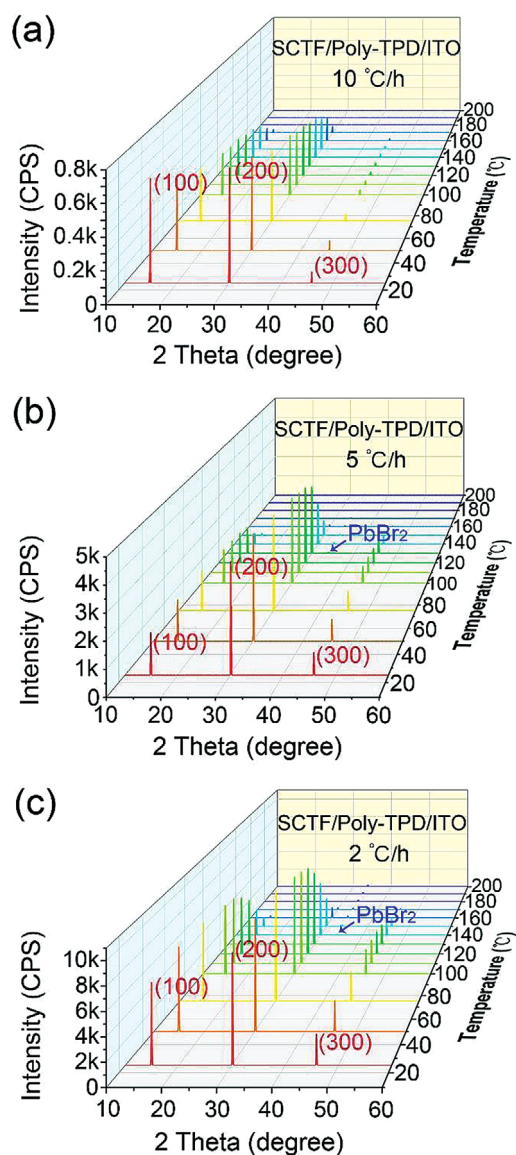 (a)
SCTF/Poly-TPD/ITO
10 °C/h
0.8k
0.6k
0.4k
0.2k
0
Intensity (CPS)
(100)
(200)
(300)
10 20 30 40 50 60
2 Theta (degree)
200
180
160
140
120
100
80
60
40
20
Temperature (℃)
(b)
SCTF/Poly-TPD/ITO
5 °C/h
PbBr₂
5k
4k
3k
2k
1k
0
Intensity (CPS)
(100)
(200)
(300)
10 20 30 40 50 60
2 Theta (degree)
200
180
160
140
120
100
80
60
40
20
Temperature (℃)
(c)
SCTF/Poly-TPD/ITO
2 °C/h
PbBr₂
10k
8k
6k
4k
2k
0
Intensity (CPS)
(100)
(200)
(300)
10 20 30 40 50 60
2 Theta (degree)
200
180
160
140
120
100
80
60
40
20
Temperature (℃)